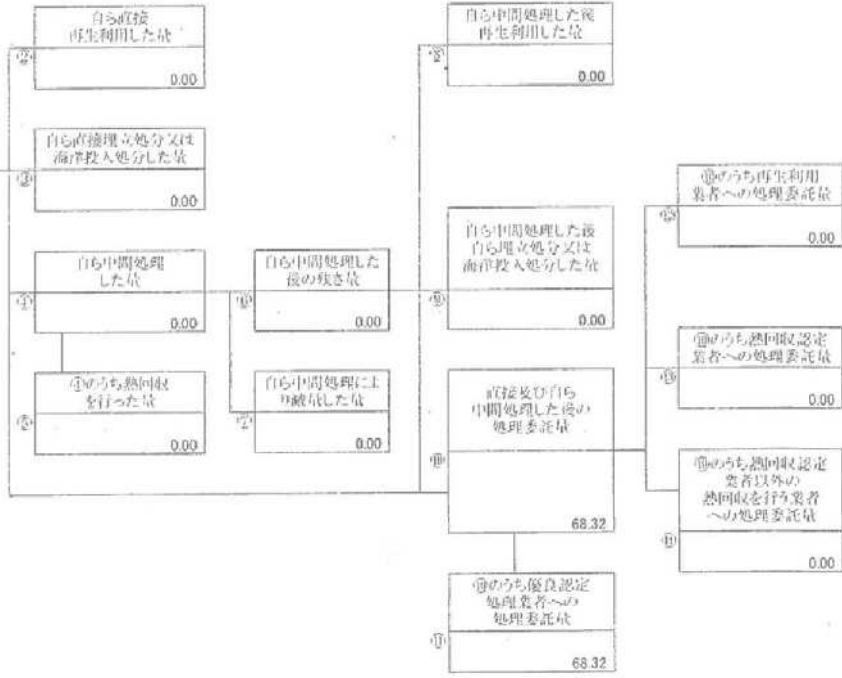 自ら直接
再生利用した量
②
0.00
自ら中間処理した後
再生利用した量
⑧
0.00
自ら直接埋立処分又は
海洋投入処分した量
③
0.00
⑩のうち再生利用
業者への処理委託量
0.00
自ら中間処理
した量
④
0.00
自ら中間処理した
後の残さ量
⑥
0.00
自ら中間処理した後
自ら埋立処分又は
海洋投入処分した量
⑨
0.00
⑩のうち熱回収認定
業者への処理委託量
⑬
0.00
④のうち熱回収
を行った量
⑤
0.00
自ら中間処理によ
り減量した量
⑦
0.00
直接及び自ら
中間処理した後の
処理委託量
⑩
68.32
⑩のうち熱回収認定
業者以外の
熱回収を行う業者
への処理委託量
0.00
⑩のうち優良認定
処理業者への
処理委託量
⑪
68.32